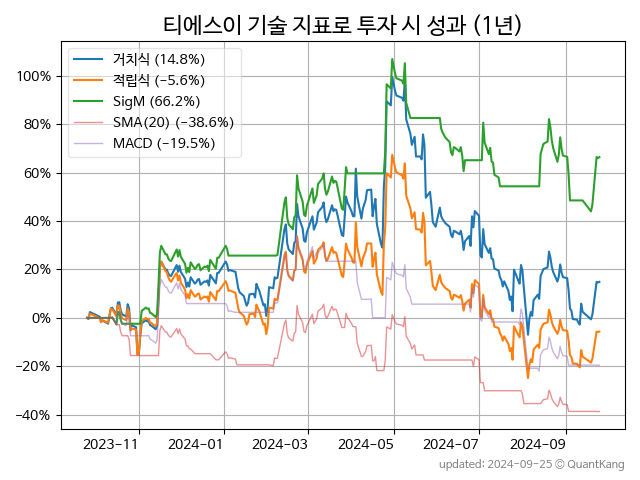 티에스이 기술 지표로 투자 시 성과 (1년)
거치식 (14.8%)
적립식 (−5.6%)
SigM (66.2%)
SMA(20) (−38.6%)
MACD (−19.5%)
100%
80%
60%
40%
20%
0%
−20%
−40%
2023-11 2024-01 2024-03 2024-05 2024-07 2024-09
updated: 2024-09-25 © QuantKang